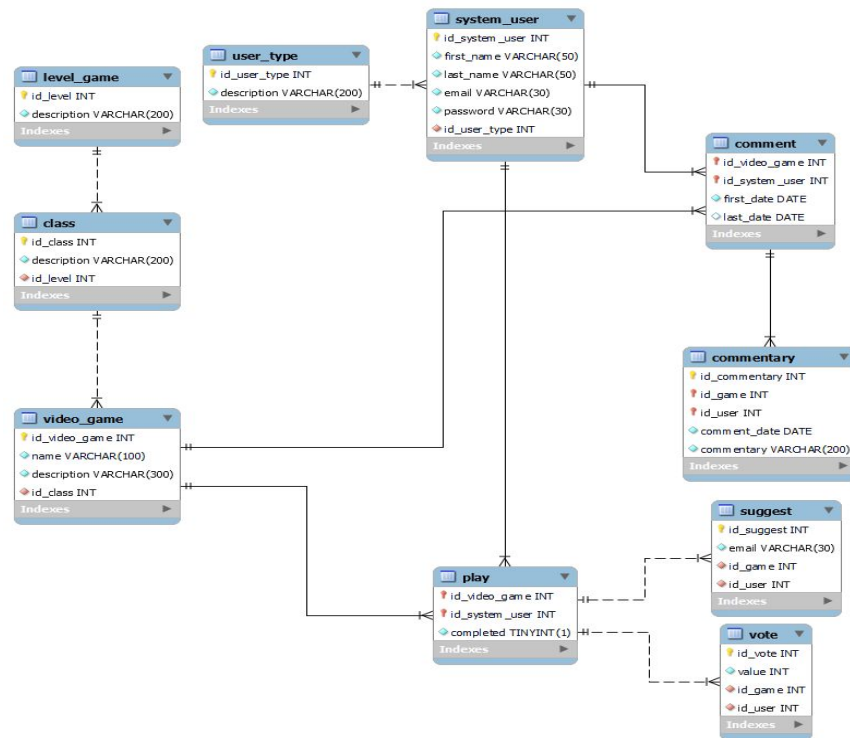 system_user
id_system_user INT
first_name VARCHAR(50)
last_name VARCHAR(50)
email VARCHAR(30)
password VARCHAR(30)
id_user_type INT
Indexes
user_type
id_user_type INT
description VARCHAR(200)
Indexes
level_game
id_level INT
description VARCHAR(200)
Indexes
comment
id_video_game INT
id_system_user INT
first_date DATE
last_date DATE
Indexes
class
id_class INT
description VARCHAR(200)
id_level INT
Indexes
commentary
id_commentary INT
id_game INT
id_user INT
comment_date DATE
commentary VARCHAR(200)
Indexes
video_game
id_video_game INT
name VARCHAR(100)
description VARCHAR(300)
id_class INT
Indexes
suggest
id_suggest INT
email VARCHAR(30)
id_game INT
id_user INT
Indexes
play
id_video_game INT
id_system_user INT
completed TINYINT(1)
Indexes
vote
id_vote INT
value INT
id_game INT
id_user INT
Indexes